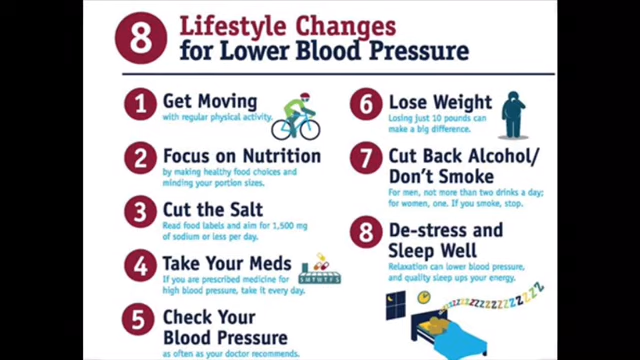 8
Lifestyle Changes
for Lower Blood Pressure
1
Get Moving
with regular physical activity.
2
Focus on Nutrition
by making healthy food choices and
minding your portion sizes.
3
Cut the Salt
Read food labels and aim for 1,500 mg
of sodium or less per day.
4
Take Your Meds
If you are prescribed medicine for
high blood pressure, take it every day.
SMTWTFS
5
Check Your
Blood Pressure
as often as your doctor recommends.
6
Lose Weight
Losing just 10 pounds can
make a big difference.
7
Cut Back Alcohol/
Don't Smoke
For men, not more than two drinks a day;
for women, one. If you smoke, stop.
8
De-stress and
Sleep Well
Relaxation can lower blood pressure,
and quality sleep ups your energy.